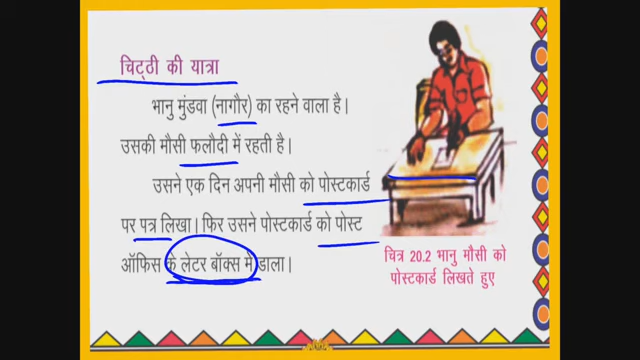 चिट्ठी की यात्रा
भानु मुंडवा (नागौर) का रहने वाला है।
उसकी मौसी फलौदी में रहती है।
उसने एक दिन अपनी मौसी को पोस्टकार्ड
पर पत्र लिखा। फिर उसने पोस्टकार्ड को पोस्ट
ऑफिस के लेटर बॉक्स में डाला।
चित्र 20.2 भानु मौसी को
पोस्टकार्ड लिखते हुए